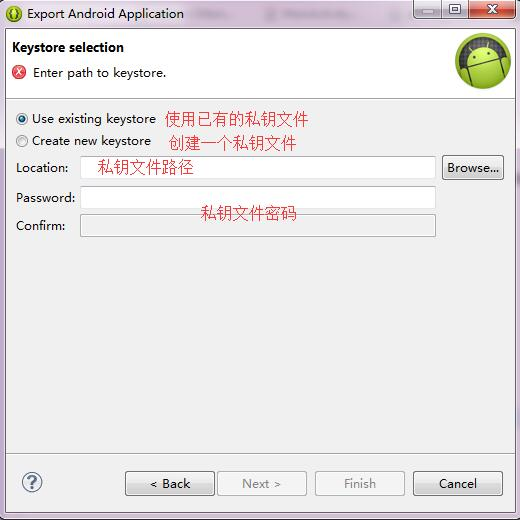 Export Android Application
Keystore selection
Enter path to keystore.
Use existing keystore 使用已有的私钥文件
Create new keystore 创建一个私钥文件
Location: 私钥文件路径 Browse...
Password:
私钥文件密码
Confirm:
? < Back Next > Finish Cancel